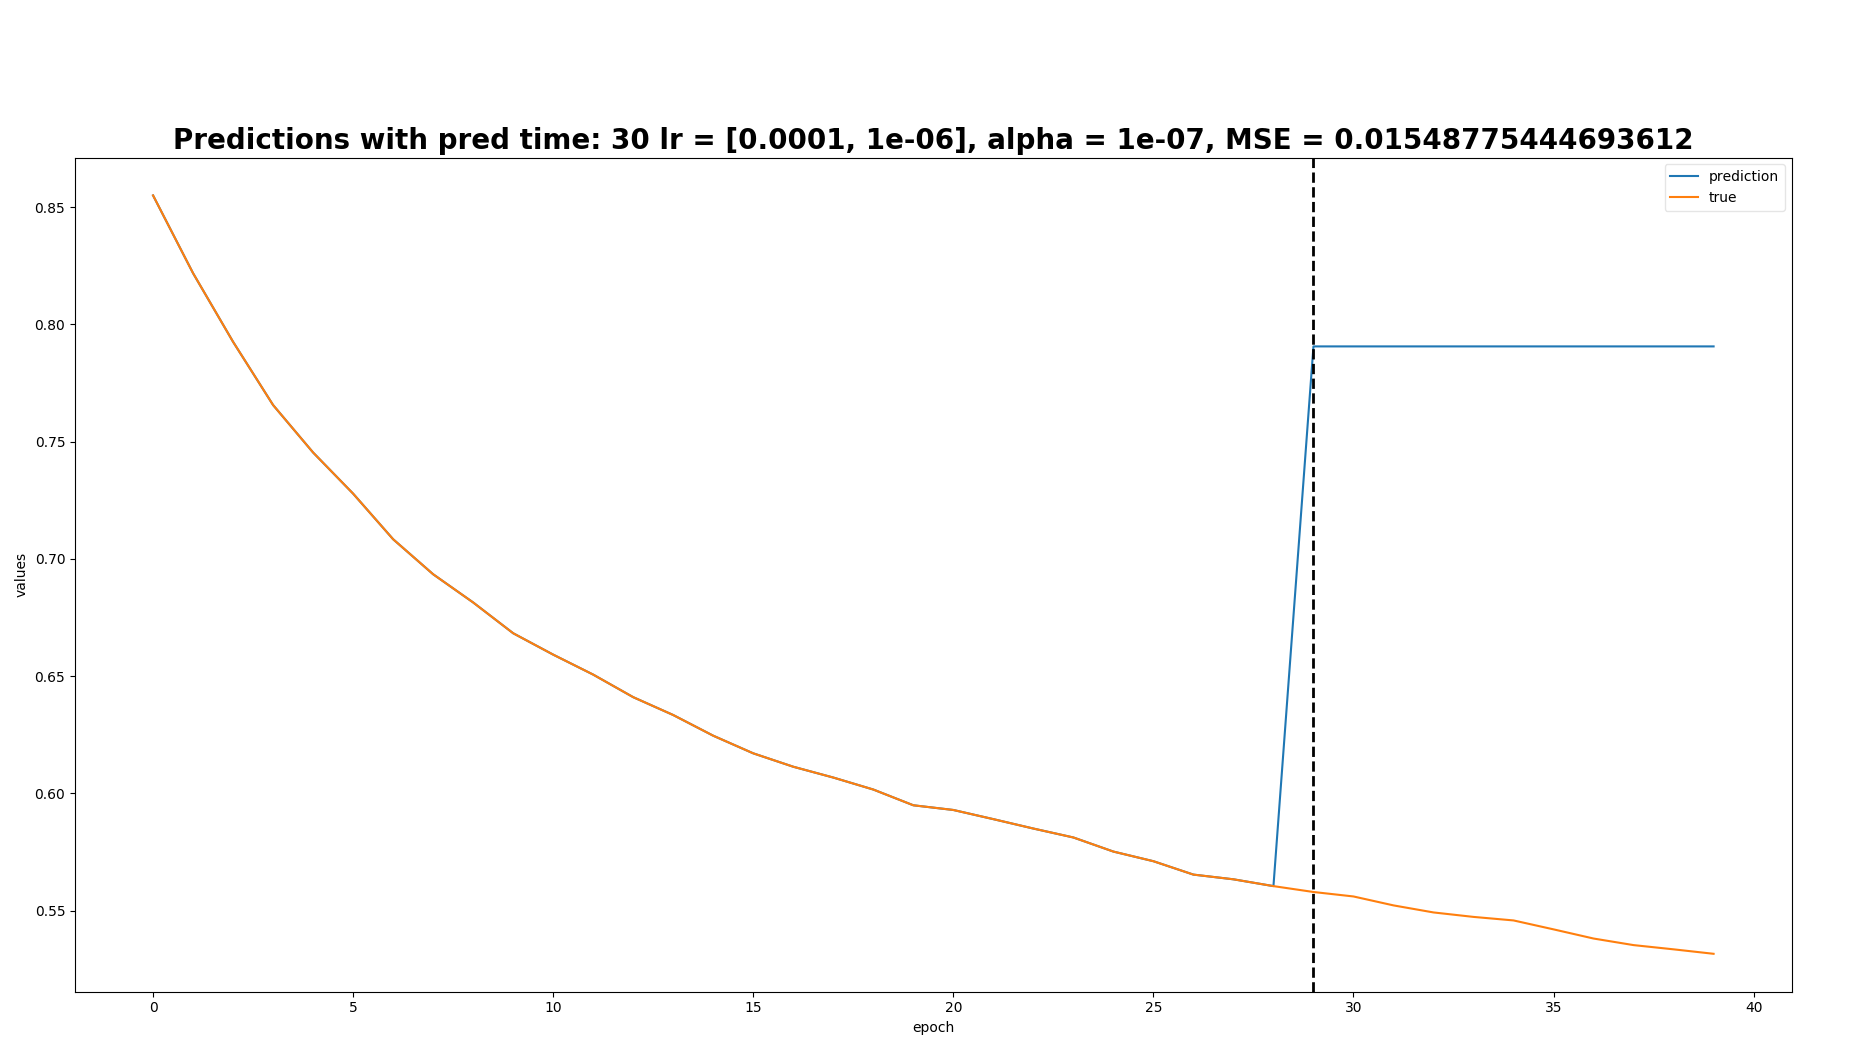 Predictions with pred time: 30 lr = [0.0001, 1e-06], alpha = 1e-07, MSE = 0.01548775444693612
prediction
true
0.85
0.80
0.75
0.70
0.65
0.60
0.55
values
0 5 10 15 20 25 30 35 40
epoch